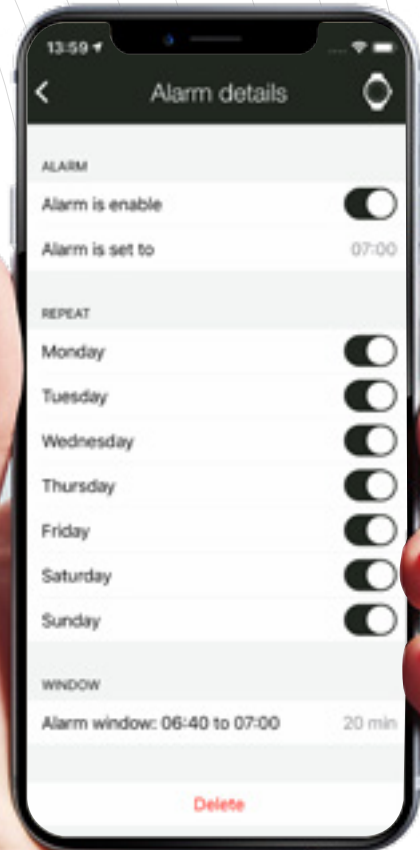 13:59
Alarm details
ALARM
Alarm is enable
Alarm is set to 07:00
REPEAT
Monday
Tuesday
Wednesday
Thursday
Friday
Saturday
Sunday
WINDOW
Alarm window: 06:40 to 07:00 20 min
Delete